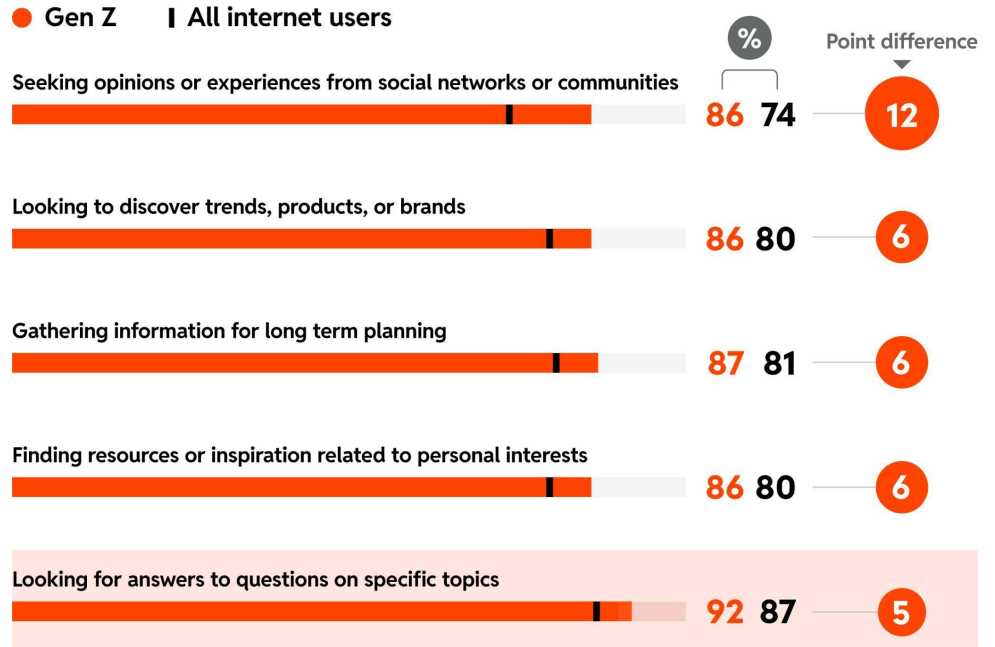 Gen Z All internet users
%
Point difference
Seeking opinions or experiences from social networks or communities
86 74 12
Looking to discover trends, products, or brands
86 80 6
Gathering information for long term planning
87 81 6
Finding resources or inspiration related to personal interests
86 80 6
Looking for answers to questions on specific topics
92 87 5